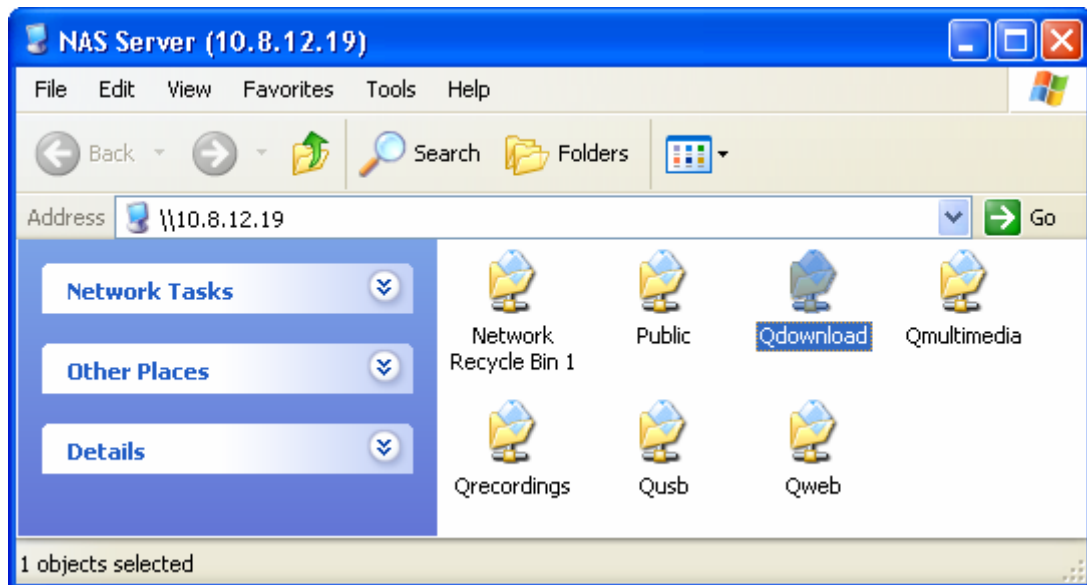 NAS Server (10.8.12.19)
File Edit View Favorites Tools Help
Back Search Folders
Address \\10.8.12.19 Go
Network Tasks
Other Places
Details
Network Recycle Bin 1
Public
Qdownload
Qmultimedia
Qrecordings
Qusb
Qweb
1 objects selected